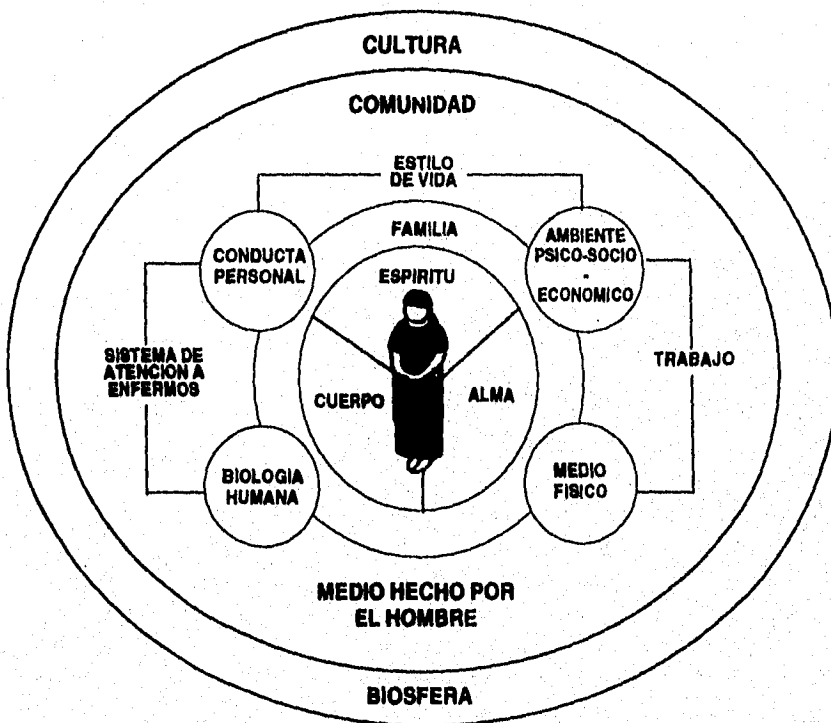 CULTURA
COMUNIDAD
ESTILO
DE VIDA
FAMILIA
CONDUCTA
PERSONAL
AMBIENTE
PSICO-SOCIO
-
ECONOMICO
ESPIRITU
SISTEMA DE
ATENCION A
ENFERMOS
TRABAJO
CUERPO
ALMA
BIOLOGIA
HUMANA
MEDIO
FISICO
MEDIO HECHO POR
EL HOMBRE
BIOSFERA